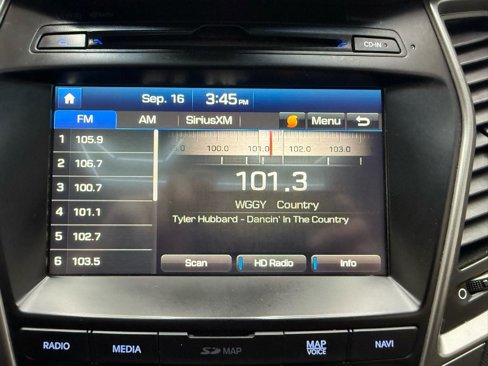 CD-IN
Sep. 16 3:45 PM
FM AM SiriusXM Menu
1 105.9
2 106.7
3 100.7
4 101.1
5 102.7
6 103.5
100.0 101.0 102.0 103.0
101.3
WGGY Country
Tyler Hubbard - Dancin' In The Country
Scan HD Radio Info
RADIO MEDIA SD MAP MAP VOICE NAVI